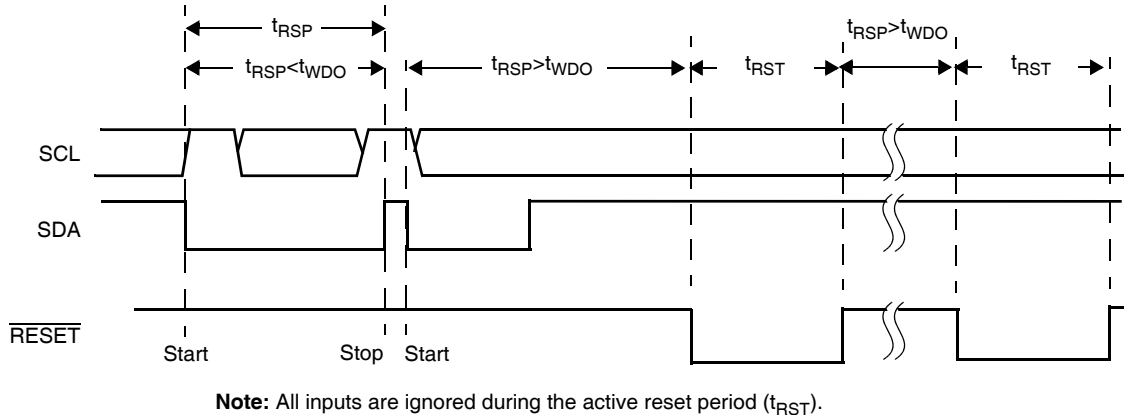 tRSP
tRSP>tWDO
tRSP<tWDO
tRSP>tWDO
tRST
tRST
SCL
SDA
RESET
Start
Stop
Start
Note: All inputs are ignored during the active reset period (tRST).